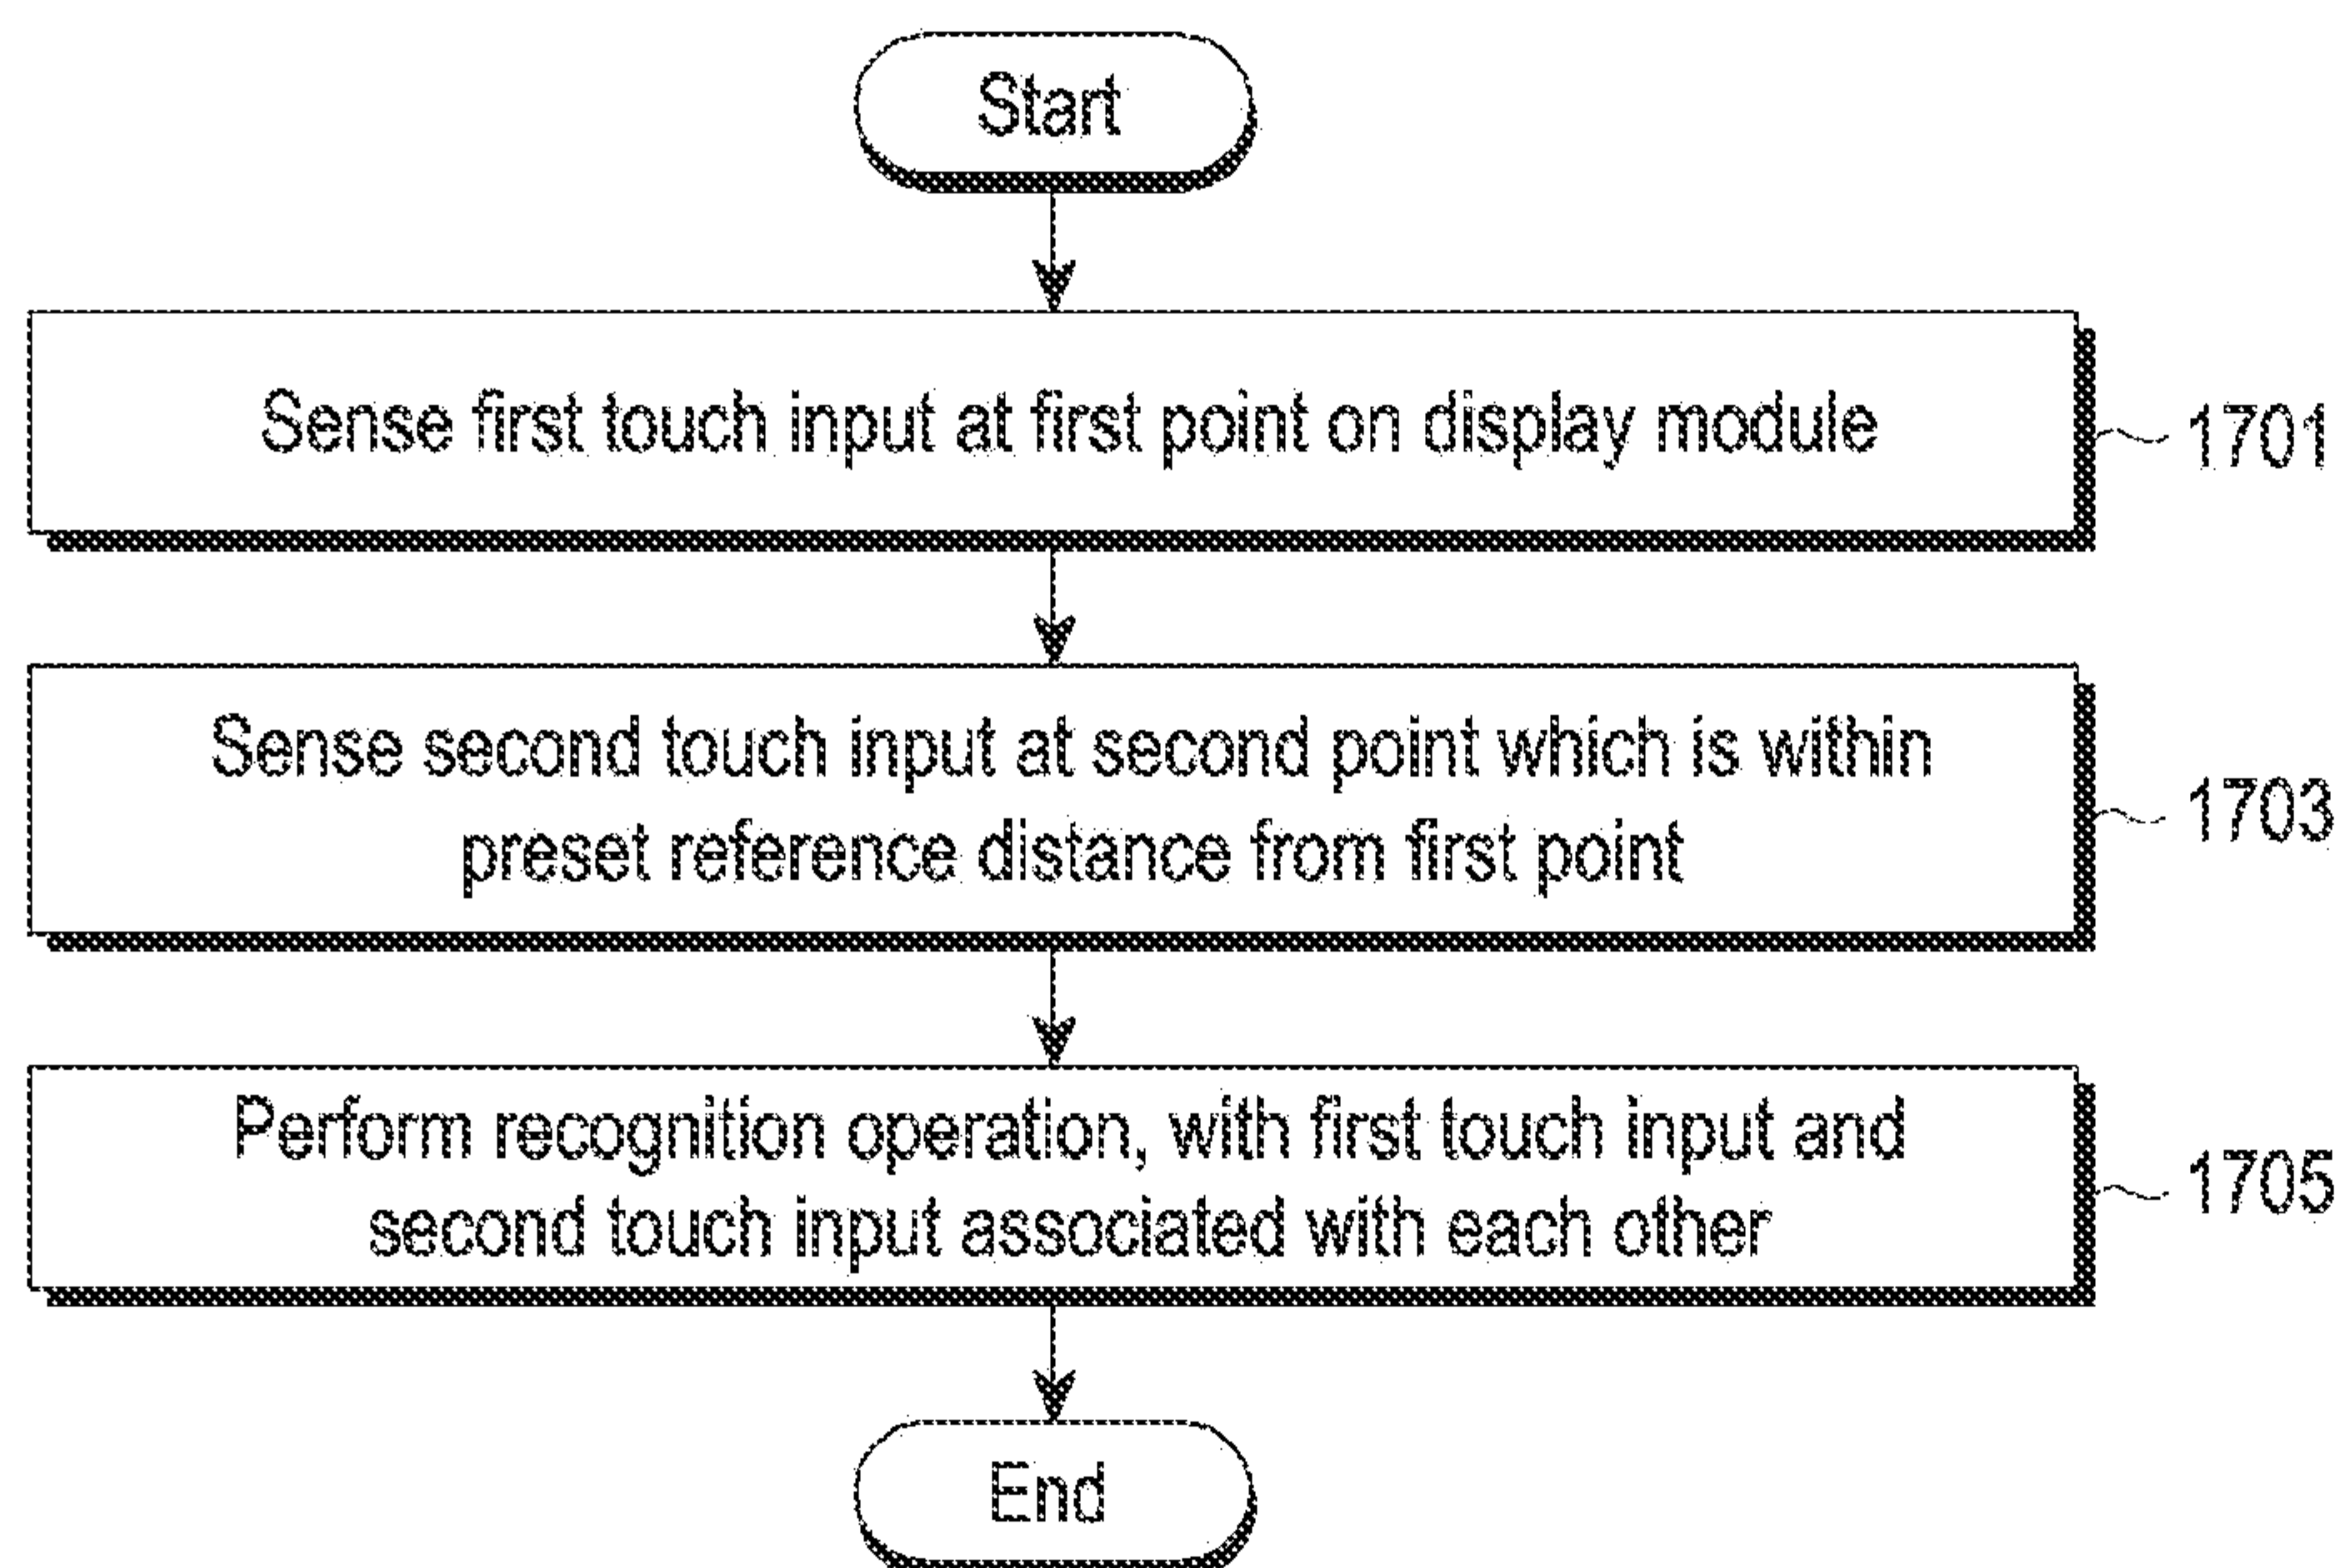 Start
Sense first touch input at first point on display module
1701
Sense second touch input at second point which is within
preset reference distance from first point
1703
Perform recognition operation, with first touch input and
second touch input associated with each other
1705
End